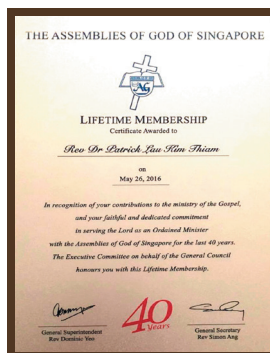 THE ASSEMBLIES OF GOD OF SINGAPORE
AG
LIFETIME MEMBERSHIP
Certificate Awarded to
Rev Dr Patrick Lau Kim Thiam
on
May 26, 2016
In recognition of your contributions to the ministry of the Gospel,
and your faithful and dedicated commitment
in serving the Lord as an Ordained Minister
with the Assemblies of God of Singapore for the last 40 years.
The Executive Committee on behalf of the General Council
honours you with this Lifetime Membership.
40
Years
General Superintendent
Rev Dominic Yeo
General Secretary
Rev Simon Ang